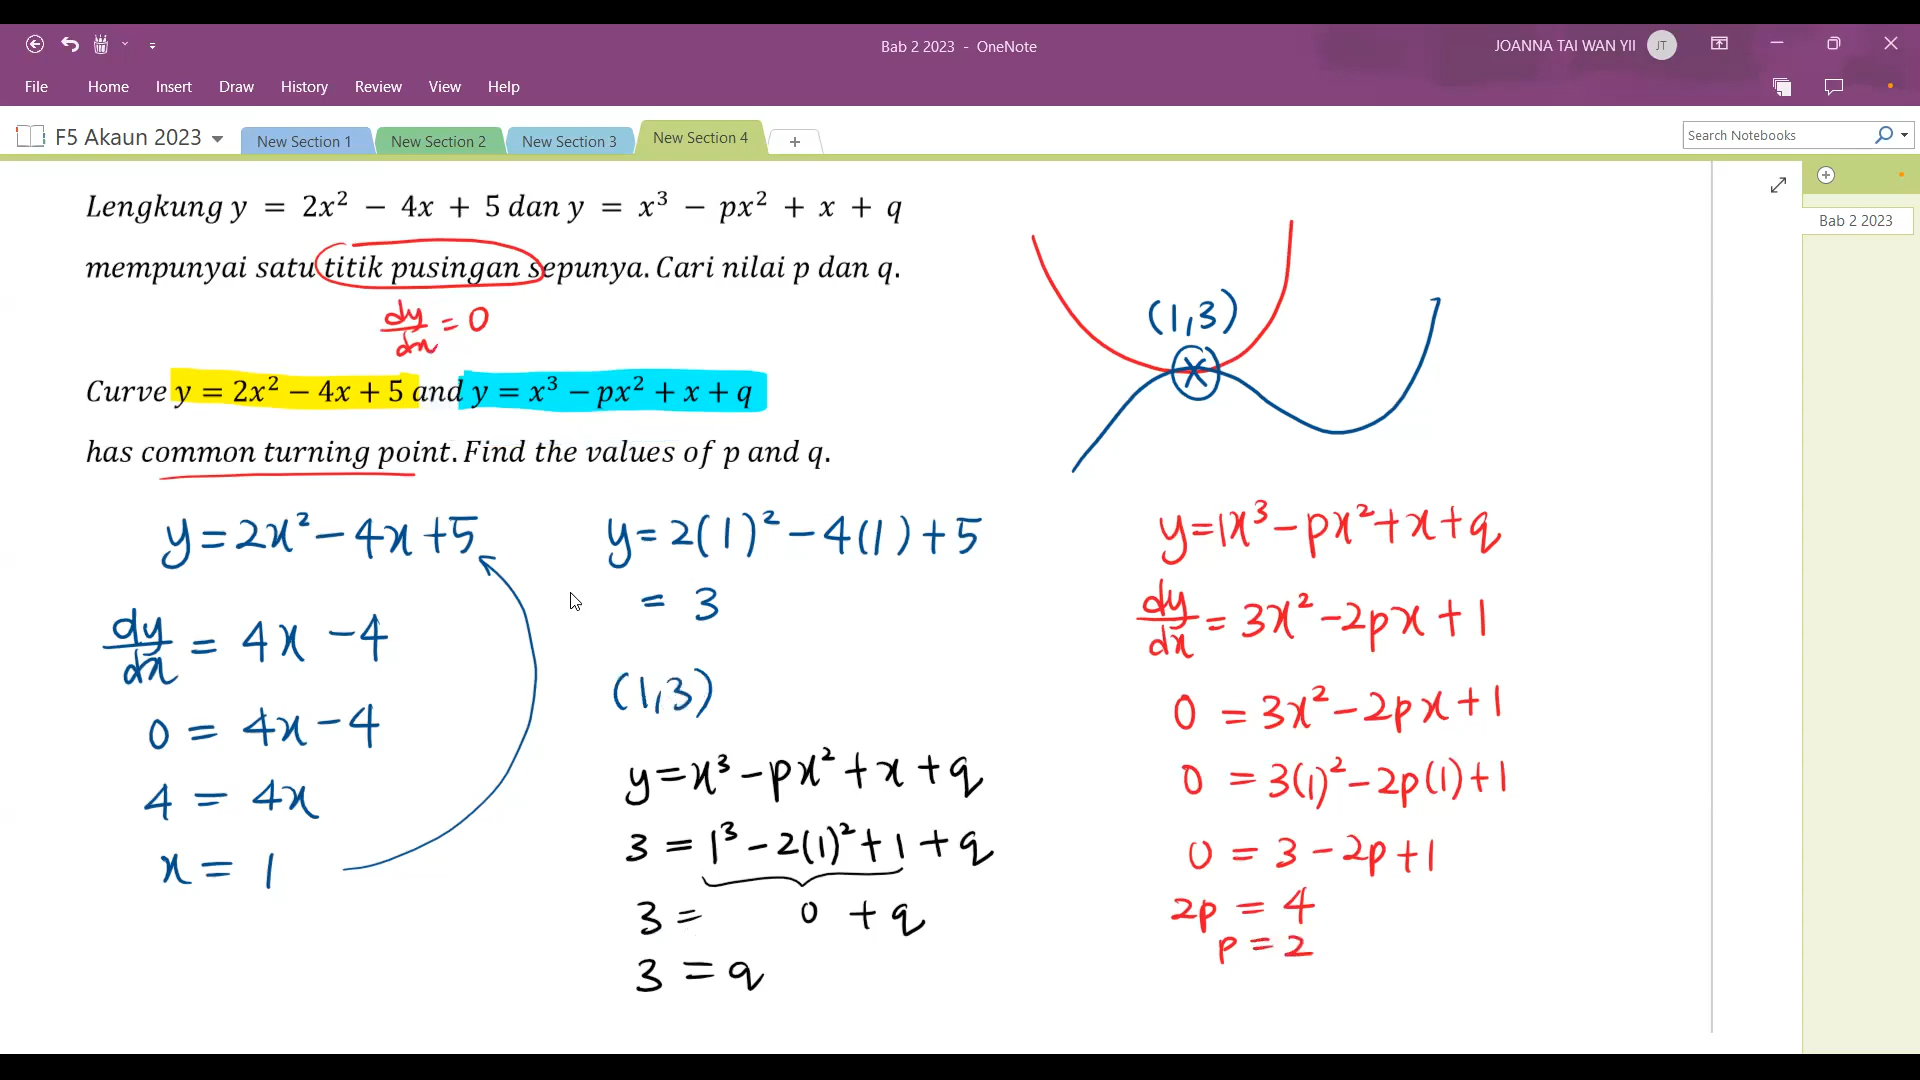 Bab 2 2023 - OneNote
JOANNA TAI WAN YII JT
File Home Insert Draw History Review View Help
F5 Akaun 2023 New Section 1 New Section 2 New Section 3 New Section 4 +
Search Notebooks
Bab 2 2023
Lengkung y = 2x² − 4x + 5 dan y = x³ − px² + x + q
mempunyai satu titik pusingan sepunya. Cari nilai p dan q.
dy/dx = 0
Curve y = 2x² − 4x + 5 and y = x³ − px² + x + q
has common turning point. Find the values of p and q.
(1,3)
y = 2x² − 4x + 5
dy/dx = 4x − 4
0 = 4x − 4
4 = 4x
x = 1
y = 2(1)² − 4(1) + 5
= 3
(1,3)
y = x³ − px² + x + q
3 = 1³ − 2(1)² + 1 + q
3 = 0 + q
3 = q
y = 1x³ − px² + x + q
dy/dx = 3x² − 2px + 1
0 = 3x² − 2px + 1
0 = 3(1)² − 2p(1) + 1
0 = 3 − 2p + 1
2p = 4
p = 2